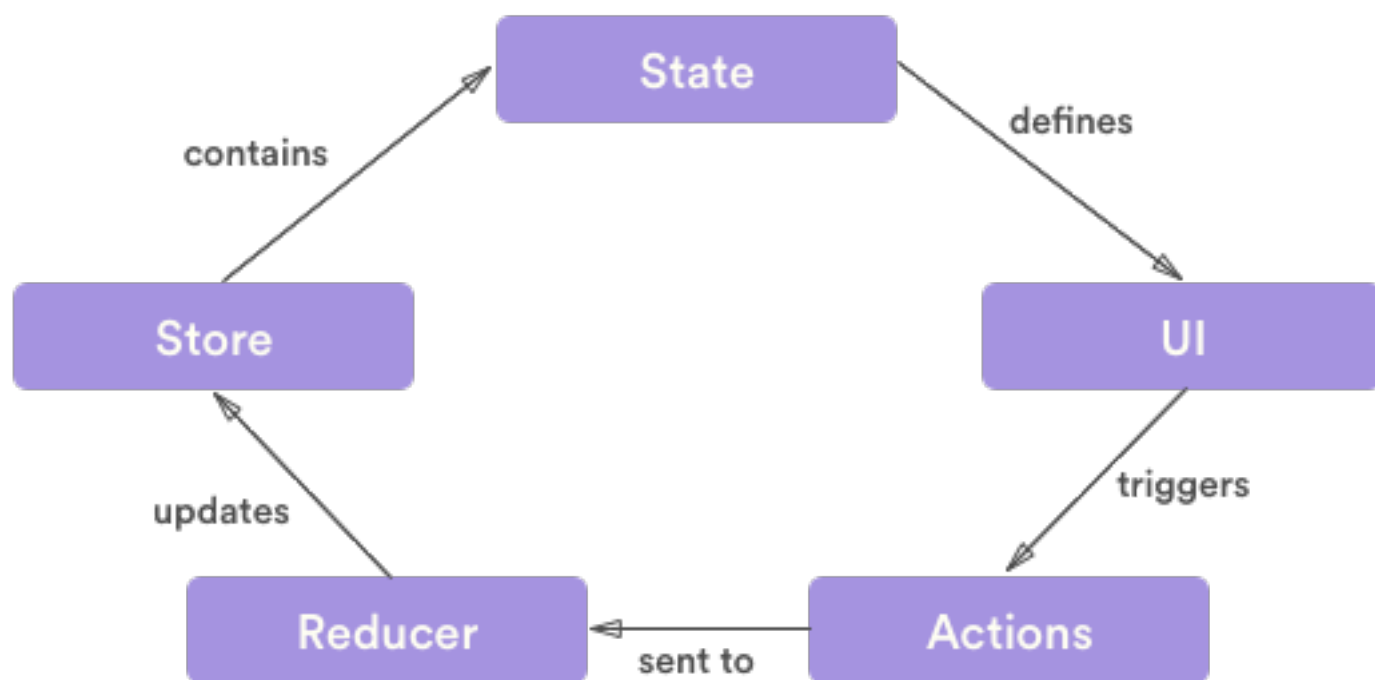 State
defines
contains
Store
UI
triggers
updates
Reducer
sent to
Actions